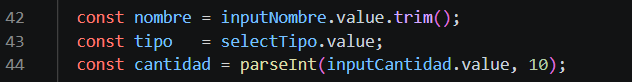 42 const nombre = inputNombre.value.trim();
43 const tipo   = selectTipo.value;
44 const cantidad = parseInt(inputCantidad.value, 10);